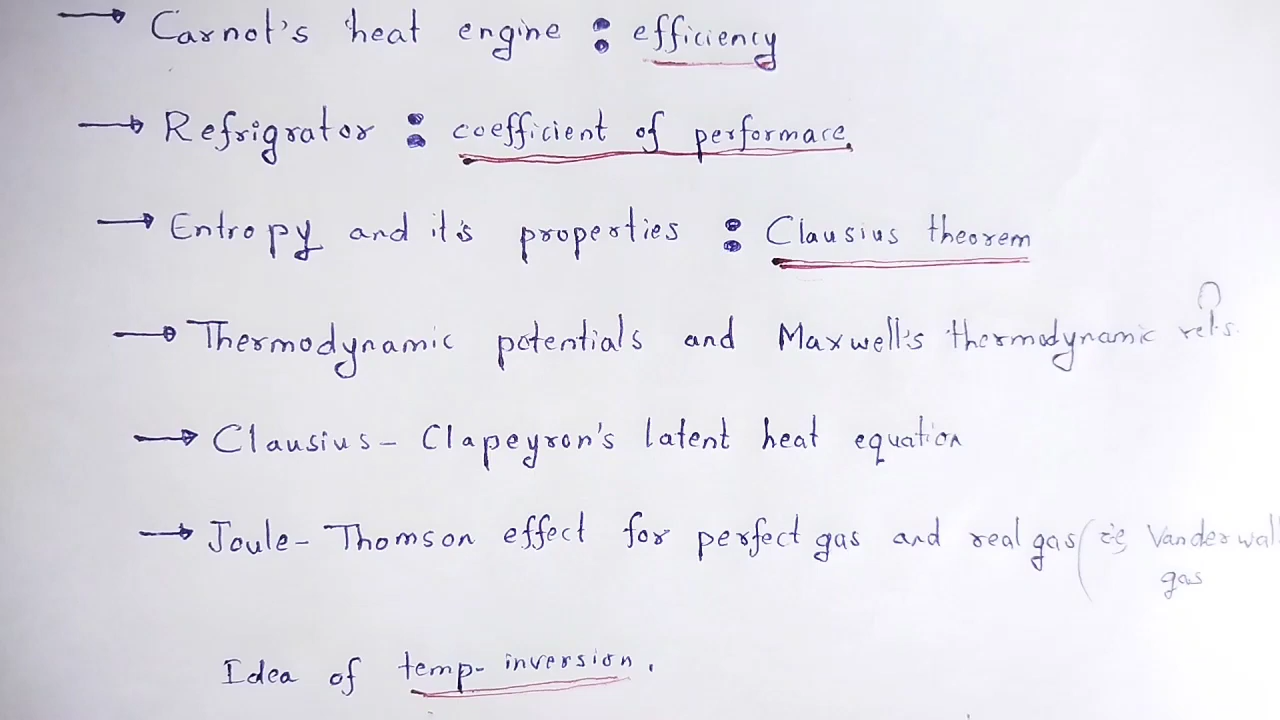 → Carnot's heat engine : efficiency
→ Refrigrator : coefficient of performace.
→ Entropy and it's properties : Clausius theorem
→ Thermodynamic potentials and Maxwell's thermodynamic relns.
→ Clausius - Clapeyron's latent heat equation
→ Joule - Thomson effect for perfect gas and real gas ( ie Vanderwall
gas
Idea of temp- inversion.